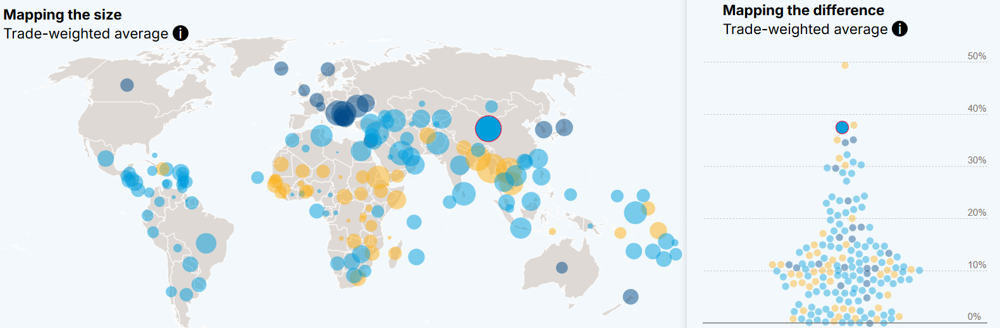 Mapping the size
Trade-weighted average i
Mapping the difference
Trade-weighted average i
50%
40%
30%
20%
10%
0%